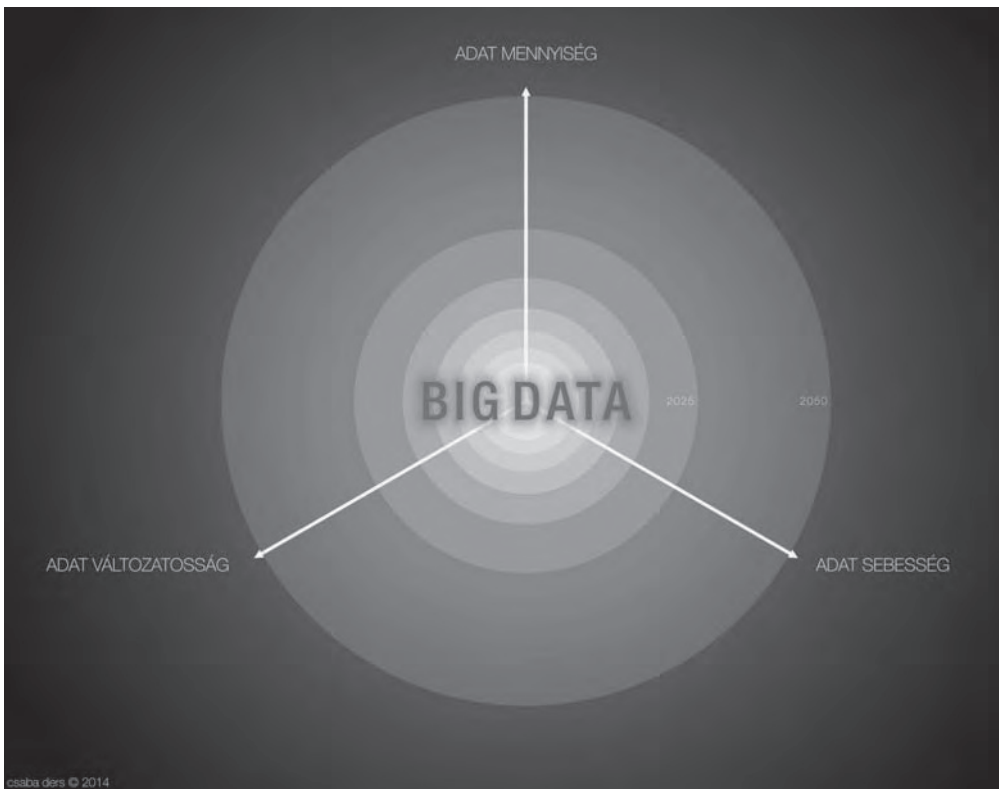 ADAT MENNYISÉG
BIG DATA
2025
2050
ADAT VÁLTOZATOSSÁG
ADAT SEBESSÉG
csaba ders © 2014